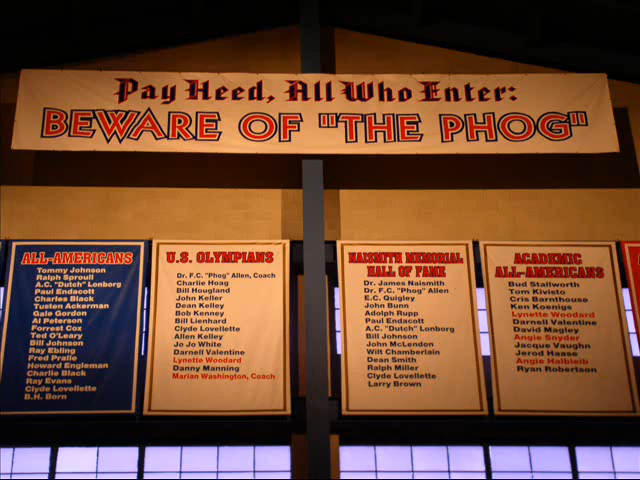 Pay Heed, All Who Enter:
BEWARE OF "THE PHOG"
ALL-AMERICANS
Tommy Johnson
Ralph Sproull
A.C. "Dutch" Lonborg
Paul Endacott
Charles Black
Tusten Ackerman
Gale Gordon
Al Peterson
Forrest Cox
Ted O'Leary
Bill Johnson
Ray Ebling
Fred Pralle
Howard Engleman
Charlie Black
Ray Evans
Clyde Lovellette
B.H. Born
U.S. OLYMPIANS
Dr. F.C. "Phog" Allen, Coach
Charlie Hoag
Bill Hougland
John Keller
Dean Kelley
Bob Kenney
Bill Lienhard
Clyde Lovellette
Allen Kelley
Jo Jo White
Darnell Valentine
Lynette Woodard
Danny Manning
Marian Washington, Coach
NAISMITH MEMORIAL
HALL OF FAME
Dr. James Naismith
Dr. F.C. "Phog" Allen
E.C. Quigley
John Bunn
Adolph Rupp
Paul Endacott
A.C. "Dutch" Lonborg
Bill Johnson
John McLendon
Wilt Chamberlain
Dean Smith
Ralph Miller
Clyde Lovellette
Larry Brown
ACADEMIC
ALL-AMERICANS
Bud Stallworth
Tom Kivisto
Cris Barnthouse
Ken Koenigs
Lynette Woodard
Darnell Valentine
David Magley
Angie Snyder
Jacque Vaughn
Jerod Haase
Angie Halbleib
Ryan Robertson